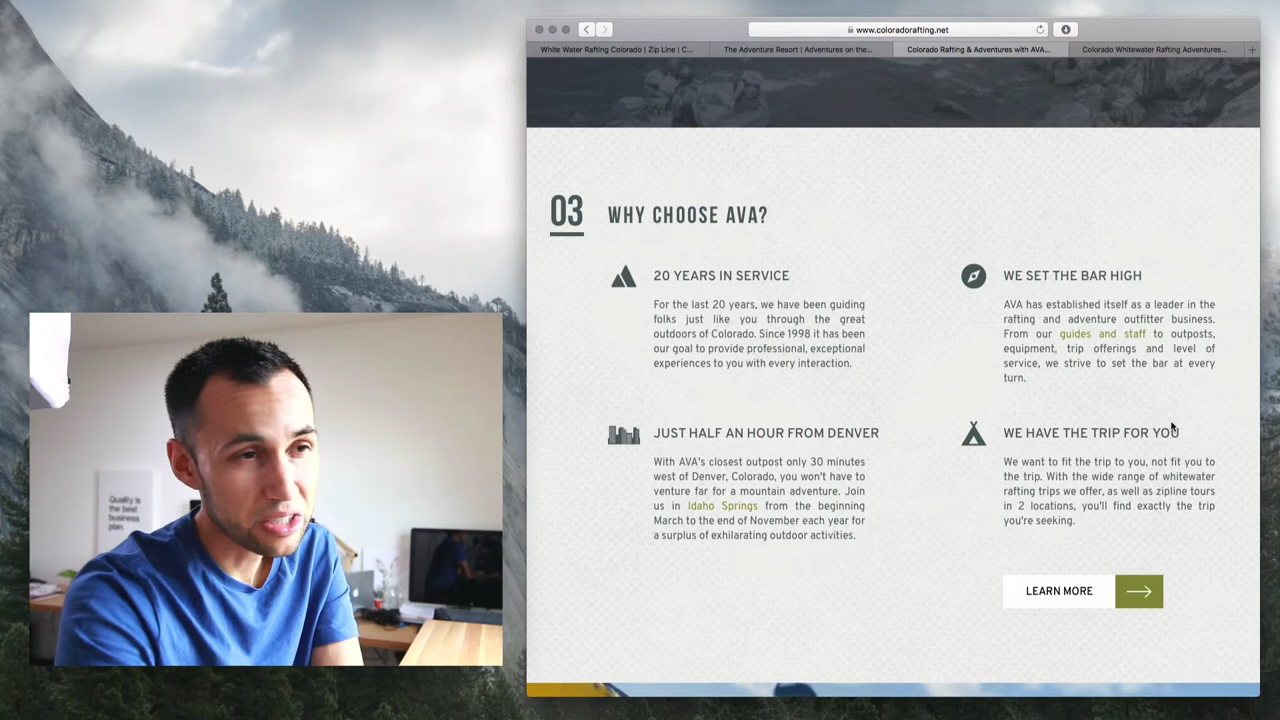 www.coloradorafting.net
White Water Rafting Colorado | Zip Line | C...
The Adventure Resort | Adventures on the...
Colorado Rafting & Adventures with AVA...
Colorado Whitewater Rafting Adventures...
03
WHY CHOOSE AVA?
20 YEARS IN SERVICE
For the last 20 years, we have been guiding
folks just like you through the great
outdoors of Colorado. Since 1998 it has been
our goal to provide professional, exceptional
experiences to you with every interaction.
WE SET THE BAR HIGH
AVA has established itself as a leader in the
rafting and adventure outfitter business.
From our guides and staff to outposts,
equipment, trip offerings and level of
service, we strive to set the bar at every
turn.
JUST HALF AN HOUR FROM DENVER
With AVA's closest outpost only 30 minutes
west of Denver, Colorado, you won't have to
venture far for a mountain adventure. Join
us in Idaho Springs from the beginning
March to the end of November each year for
a surplus of exhilarating outdoor activities.
WE HAVE THE TRIP FOR YOU
We want to fit the trip to you, not fit you to
the trip. With the wide range of whitewater
rafting trips we offer, as well as zipline tours
in 2 locations, you'll find exactly the trip
you're seeking.
LEARN MORE
Quality is
the best
business
plan.